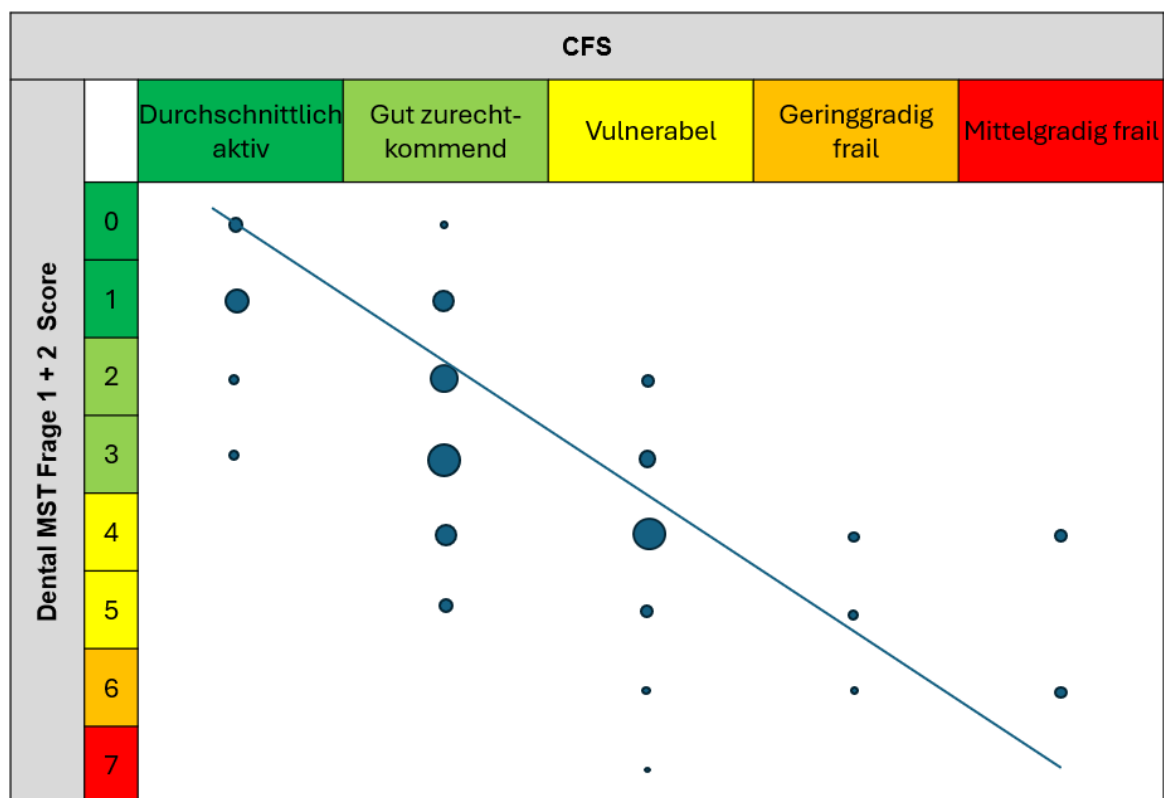 CFS
Durchschnittlich
aktiv
Gut zurecht-
kommend
Vulnerabel
Geringgradig
frail
Mittelgradig frail
Dental MST Frage 1 + 2 Score
0
1
2
3
4
5
6
7